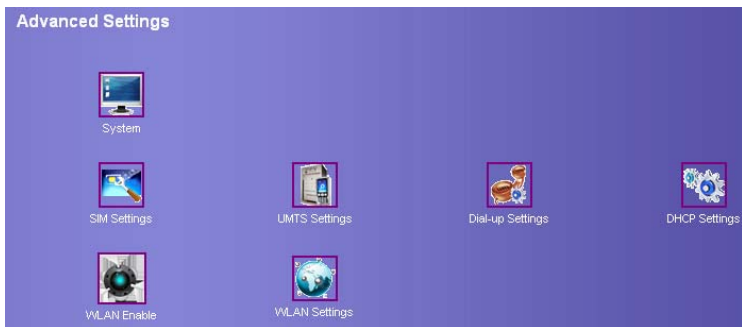 Advanced Settings
System
SIM Settings
UMTS Settings
Dial-up Settings
DHCP Settings
WLAN Enable
WLAN Settings